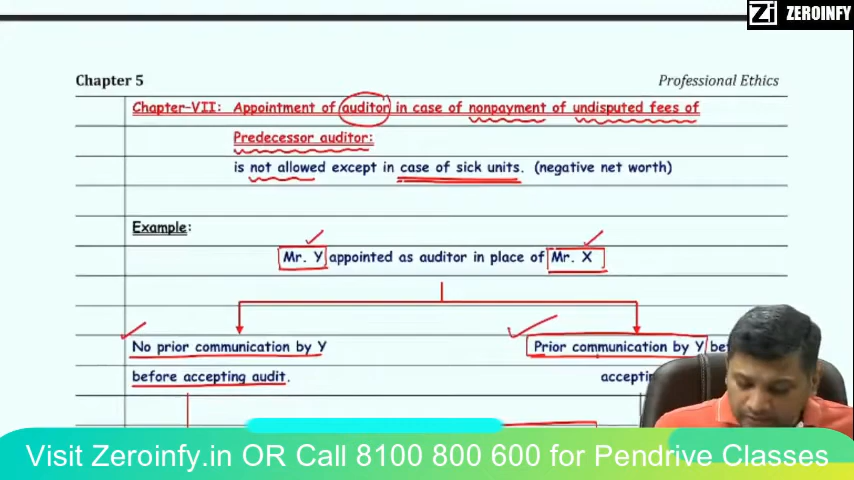 Zi ZEROINFY
Chapter 5
Professional Ethics
Chapter-VII: Appointment of auditor in case of nonpayment of undisputed fees of
Predecessor auditor:
is not allowed except in case of sick units. (negative net worth)
Example:
Mr. Y appointed as auditor in place of Mr. X
No prior communication by Y
before accepting audit.
Prior communication by Y
Visit Zeroinfy.in OR Call 8100 800 600 for Pendrive Classes